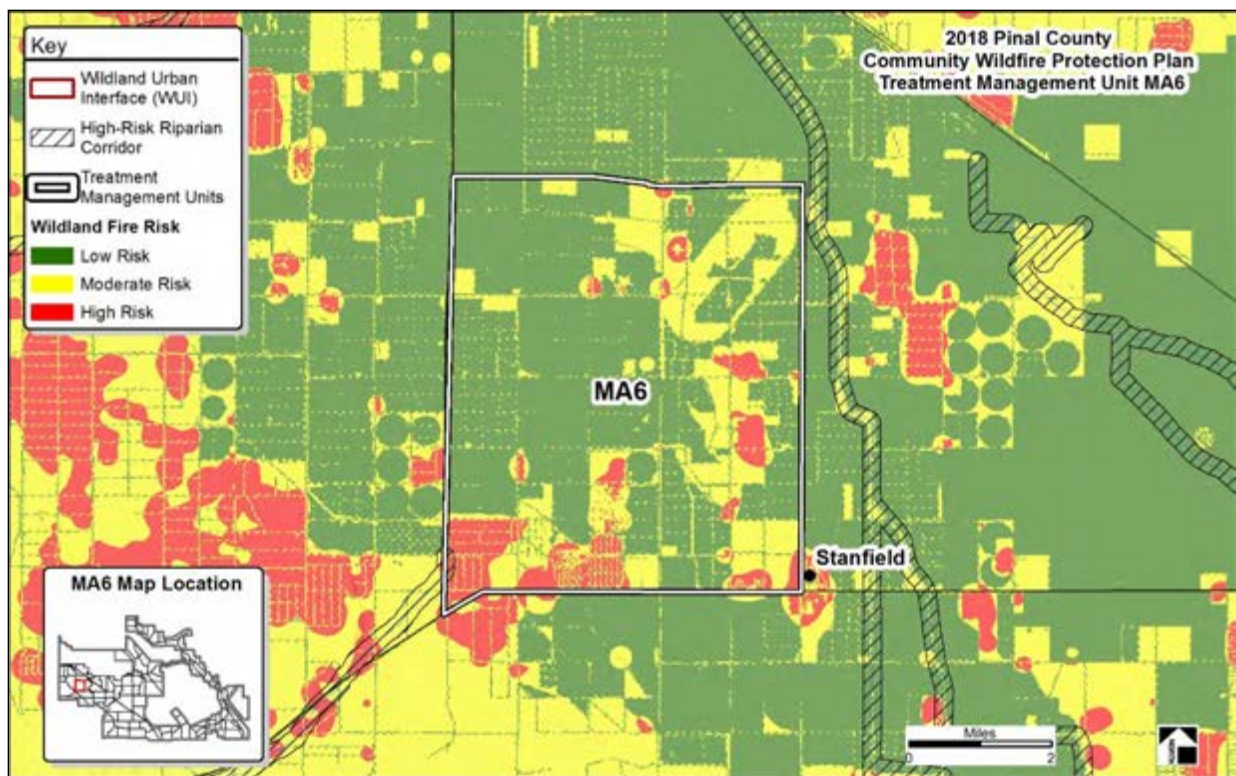 Key
Wildland Urban
Interface (WUI)
High-Risk Riparian
Corridor
Treatment
Management Units
Wildland Fire Risk
Low Risk
Moderate Risk
High Risk
2018 Pinal County
Community Wildfire Protection Plan
Treatment Management Unit MA6
MA6
Stanfield
MA6 Map Location
Miles
0 2
NORTH